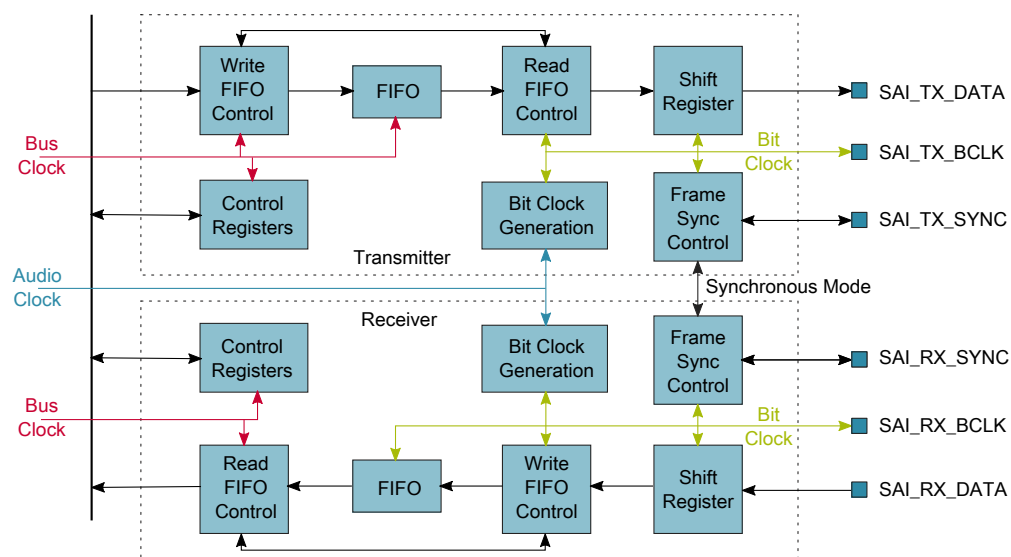 Write
FIFO
Control
FIFO
Read
FIFO
Control
Shift
Register
SAI_TX_DATA
Bus
Clock
Bit
Clock
SAI_TX_BCLK
Control
Registers
Bit Clock
Generation
Frame
Sync
Control
SAI_TX_SYNC
Transmitter
Audio
Clock
Synchronous Mode
Receiver
Control
Registers
Bit Clock
Generation
Frame
Sync
Control
SAI_RX_SYNC
Bus
Clock
Bit
Clock
SAI_RX_BCLK
Read
FIFO
Control
FIFO
Write
FIFO
Control
Shift
Register
SAI_RX_DATA